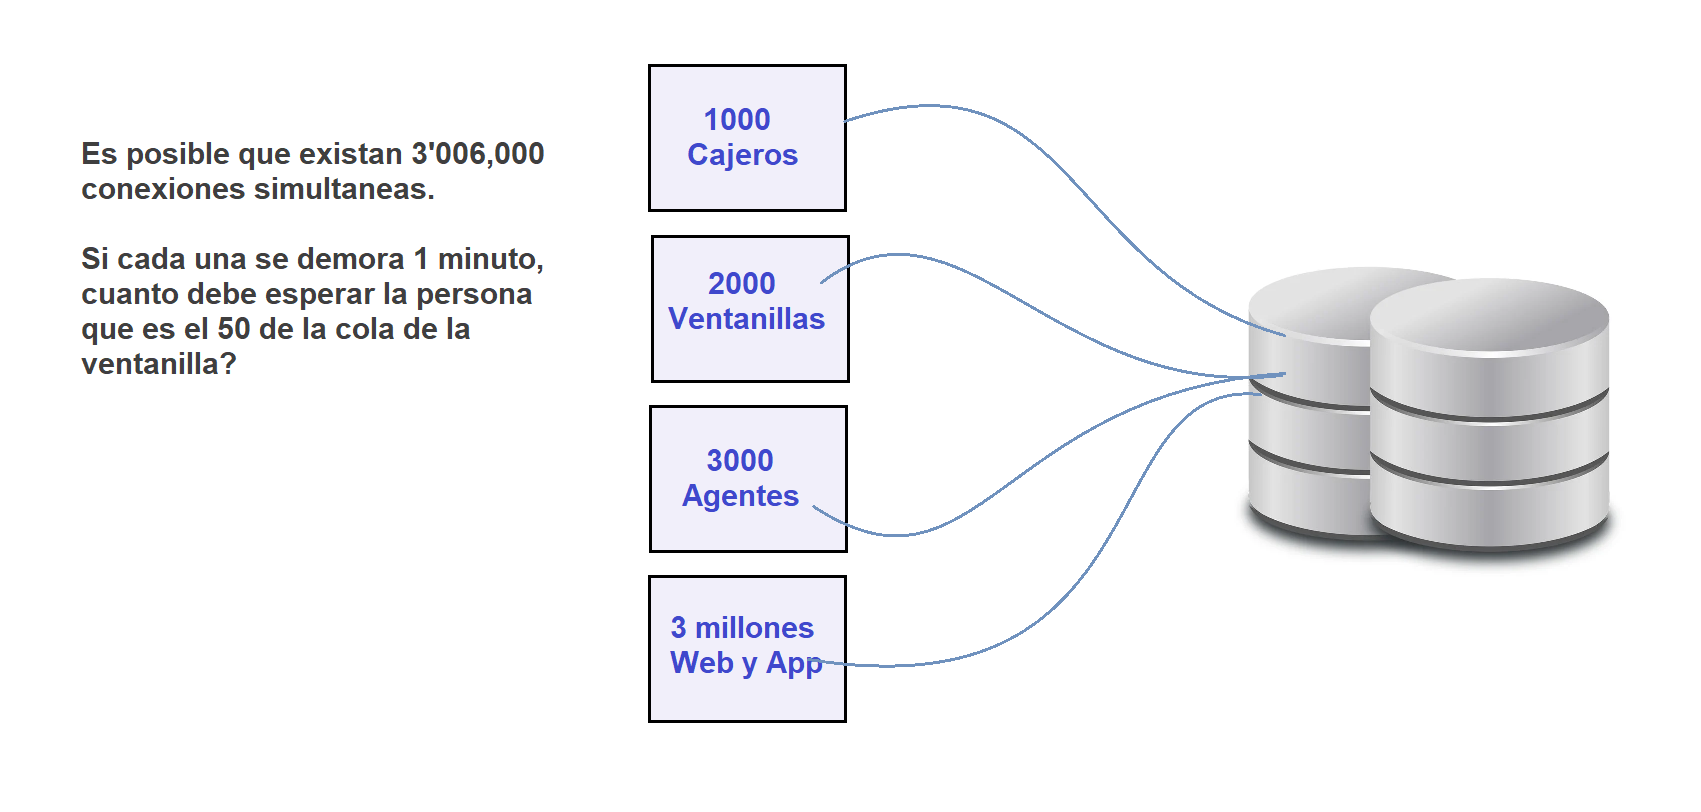 Es posible que existan 3'006,000
conexiones simultaneas.
Si cada una se demora 1 minuto,
cuanto debe esperar la persona
que es el 50 de la cola de la
ventanilla?
1000
Cajeros
2000
Ventanillas
3000
Agentes
3 millones
Web y App